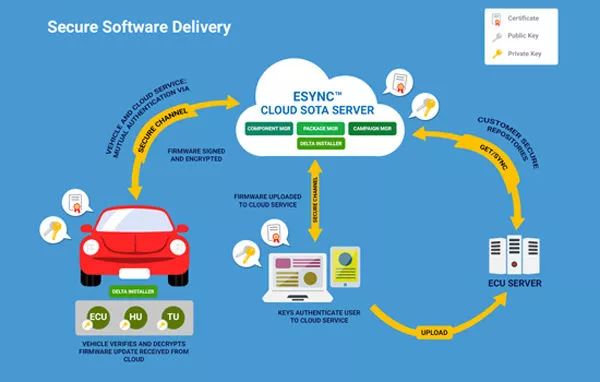 Secure Software Delivery
Certificate
Public Key
Private Key
ESYNC™
CLOUD SOTA SERVER
COMPONENT MGR
PACKAGE MGR
CAMPAIGN MGR
DELTA INSTALLER
VEHICLE AND CLOUD SERVICE:
MUTUAL AUTHENTICATION VIA
SECURE CHANNEL
FIRMWARE SIGNED
AND ENCRYPTED
CUSTOMER SECURE
REPOSITORIES
GET/SYNC
FIRMWARE UPLOADED
TO CLOUD SERVICE
SECURE CHANNEL
ECU SERVER
DELTA INSTALLER
ECU
HU
TU
KEYS AUTHENTICATE USER
TO CLOUD SERVICE
UPLOAD
VEHICLE VERIFIES AND DECRYPTS
FIRMWARE UPDATE RECEIVED FROM
CLOUD